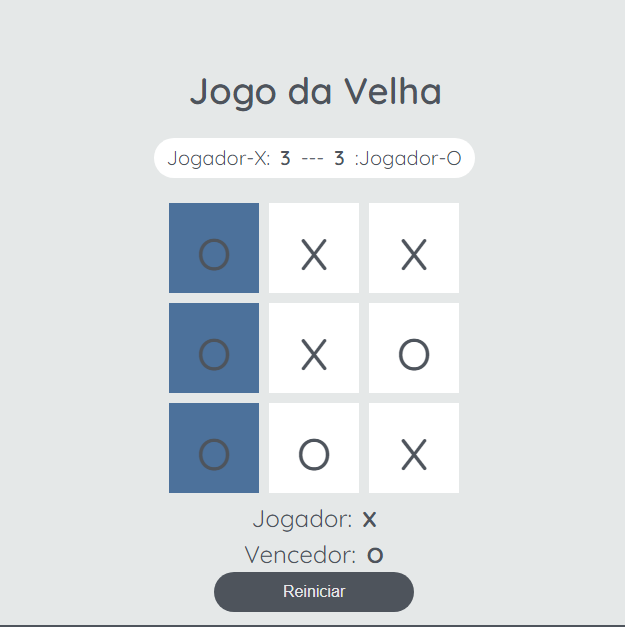 Jogo da Velha
Jogador-X: 3 --- 3 :Jogador-O
O X X
O X O
O O X
Jogador: X
Vencedor: O
Reiniciar